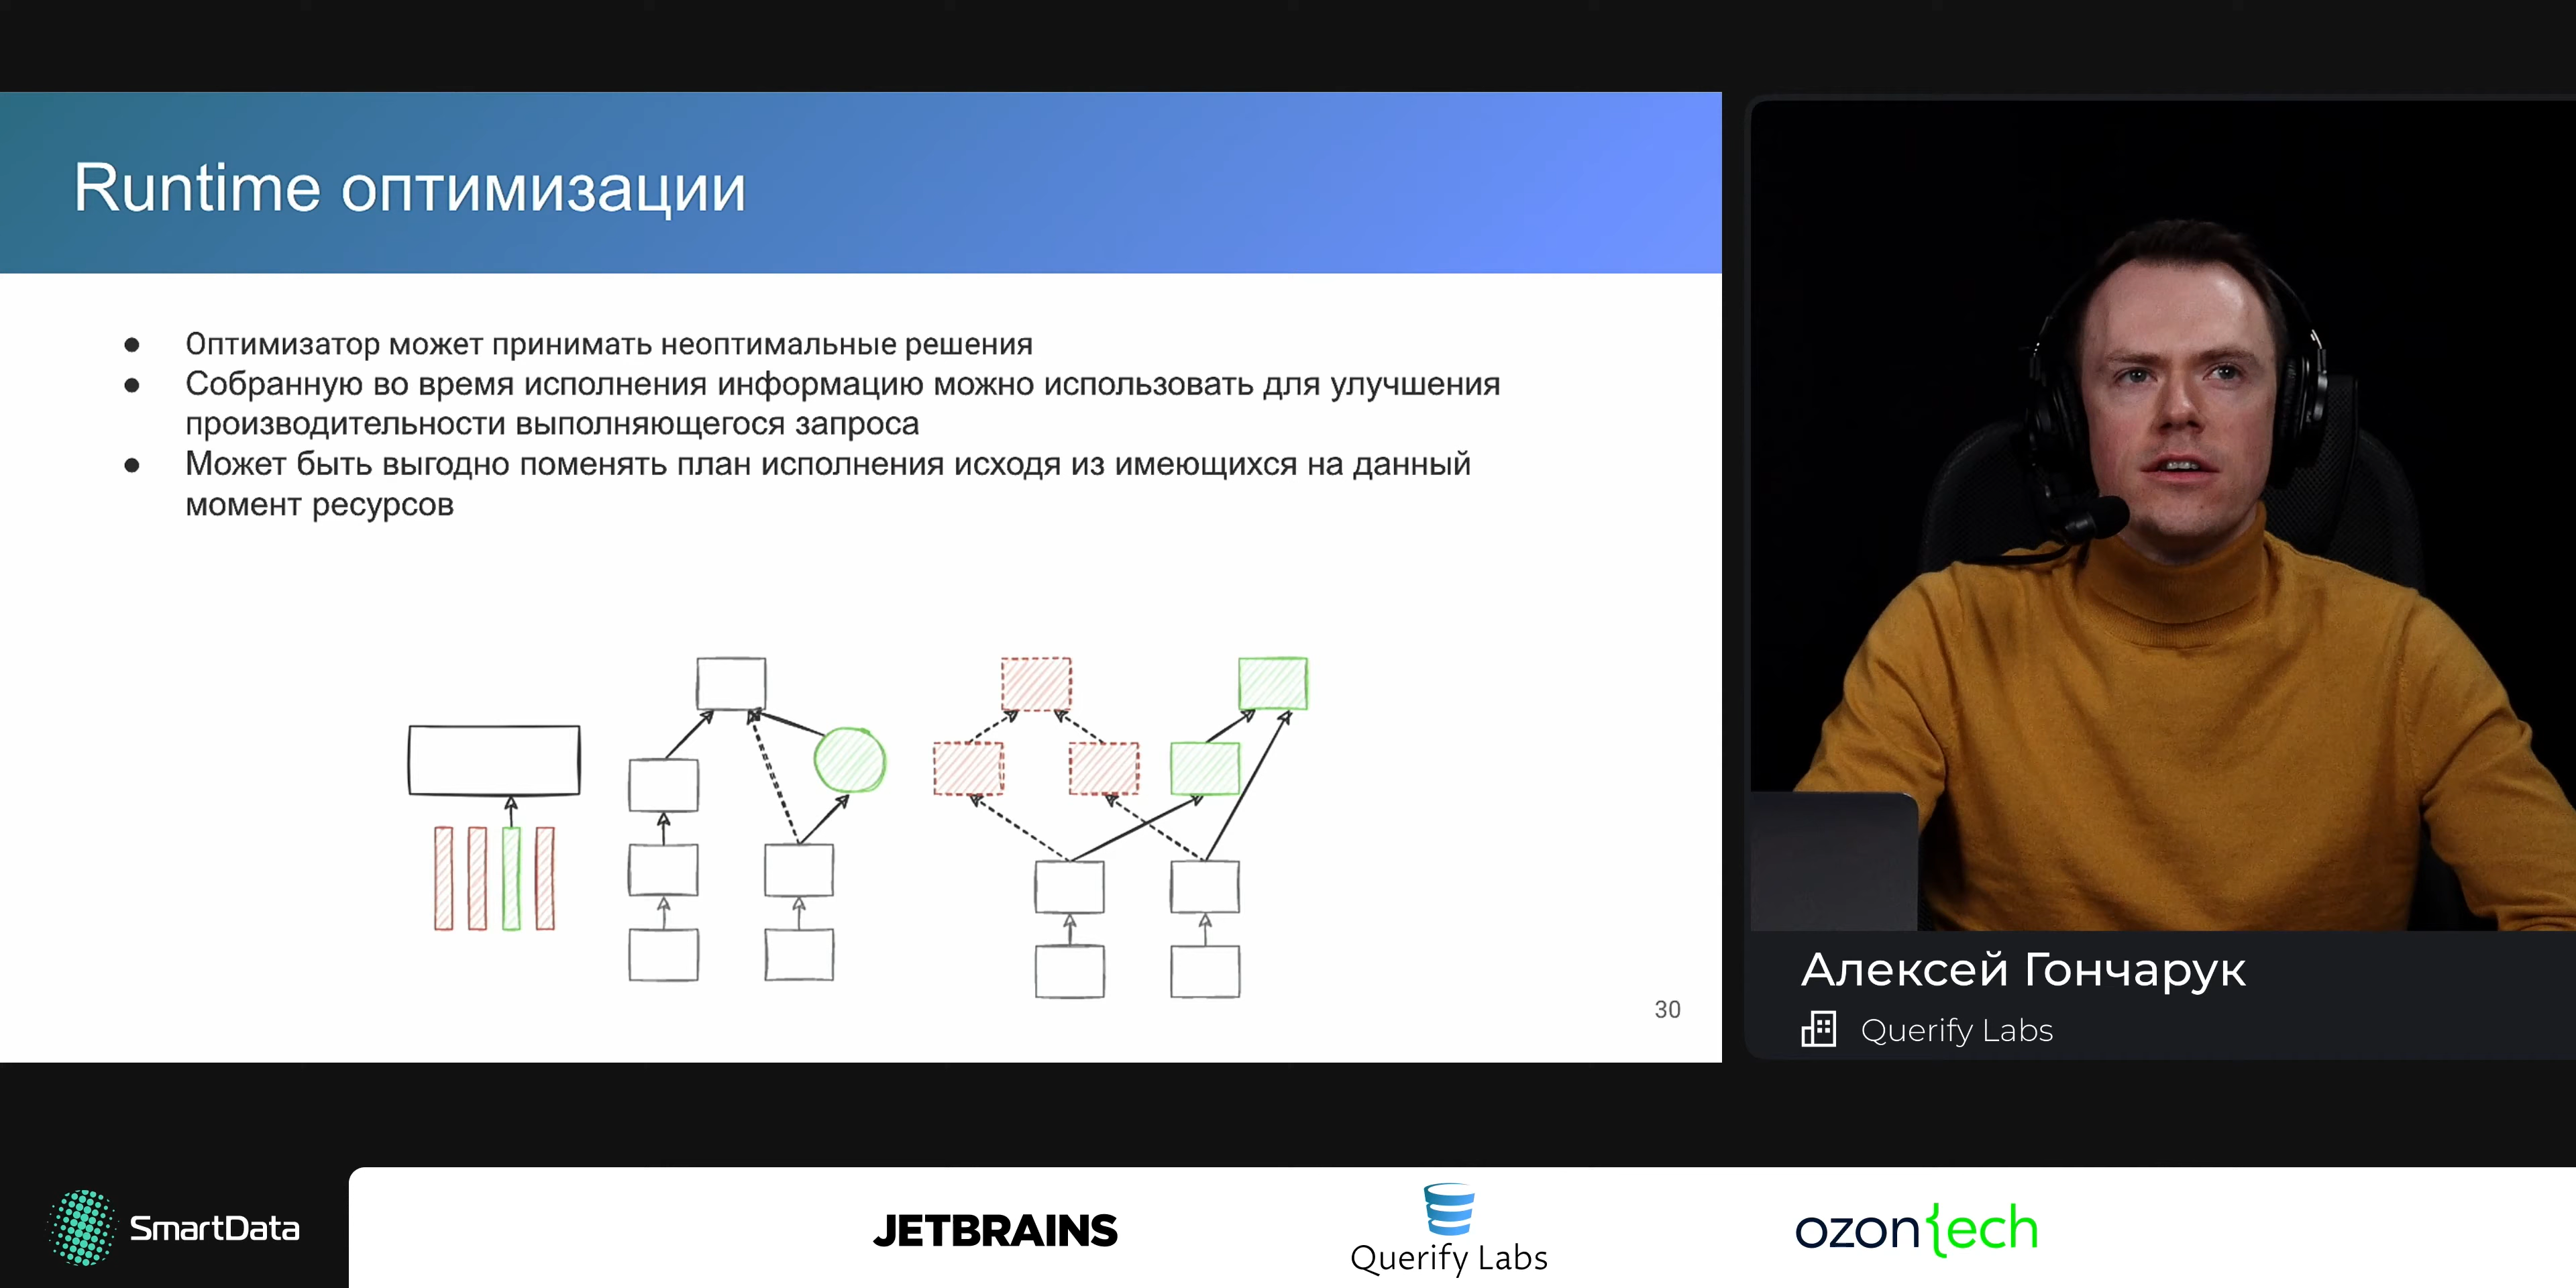 Runtime оптимизации
● Оптимизатор может принимать неоптимальные решения
● Собранную во время исполнения информацию можно использовать для улучшения
производительности выполняющегося запроса
● Может быть выгодно поменять план исполнения исходя из имеющихся на данный
момент ресурсов
30
Алексей Гончарук
Querify Labs
SmartData
JETBRAINS
Querify Labs
ozon{ech